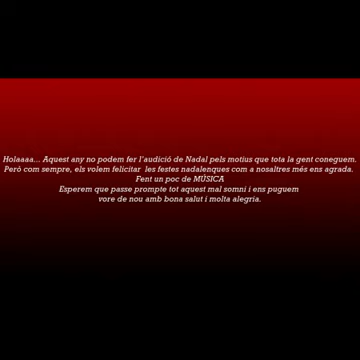 Holaaaa... Aquest any no podem fer l'audició de Nadal pels motius que tota la gent coneguem.
Però com sempre, els volem felicitar les festes nadalenques com a nosaltres més ens agrada.
Fent un poc de MÚSICA
Esperem que passe prompte tot aquest mal somni i ens puguem
vore de nou amb bona salut i molta alegria.